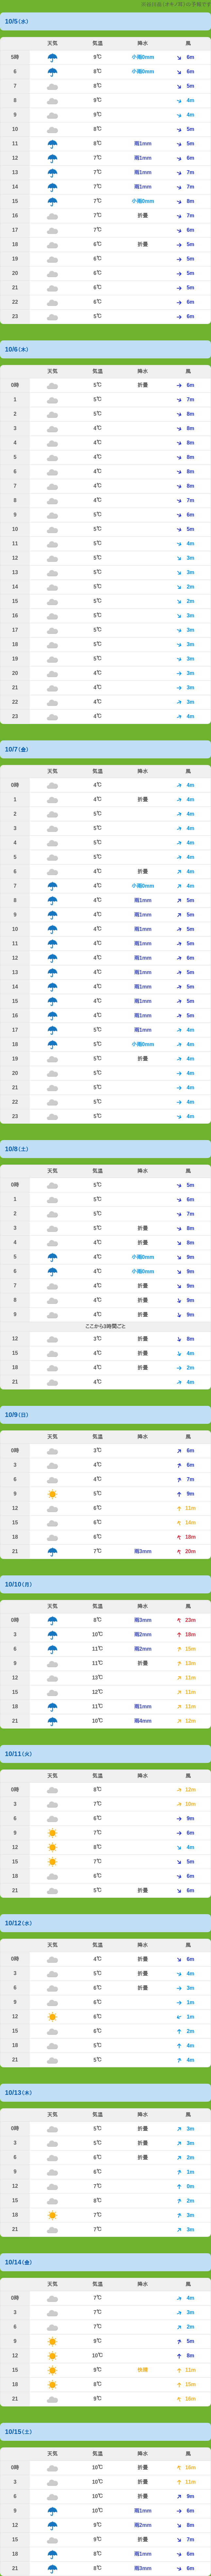 10/5(水)
天気 気温 降水 風
5時 9℃ 小雨0mm 6m
6 8℃ 小雨0mm 6m
7 8℃ 5m
8 9℃ 4m
9 9℃ 4m
10 8℃ 5m
11 8℃ 雨1mm 5m
12 7℃ 雨1mm 6m
13 7℃ 雨1mm 7m
14 7℃ 雨1mm 7m
15 7℃ 小雨0mm 8m
16 7℃ 折畳 7m
17 7℃ 6m
18 6℃ 折畳 5m
19 6℃ 5m
20 6℃ 5m
21 6℃ 5m
22 6℃ 6m
23 5℃ 6m
10/6(木)
天気 気温 降水 風
0時 5℃ 折畳 6m
1 5℃ 7m
2 5℃ 8m
3 4℃ 8m
4 4℃ 8m
5 4℃ 8m
6 4℃ 8m
7 4℃ 8m
8 4℃ 7m
9 5℃ 6m
10 5℃ 5m
11 4℃ 4m
12 5℃ 3m
13 5℃ 3m
14 5℃ 2m
15 5℃ 2m
16 5℃ 3m
17 5℃ 3m
18 5℃ 3m
19 5℃ 3m
20 4℃ 3m
21 4℃ 3m
22 4℃ 3m
23 4℃ 4m
10/7(金)
天気 気温 降水 風
0時 4℃ 4m
1 4℃ 折畳 4m
2 5℃ 4m
3 5℃ 4m
4 5℃ 4m
5 5℃ 4m
6 4℃ 折畳 4m
7 4℃ 小雨0mm 4m
8 4℃ 雨1mm 5m
9 4℃ 雨1mm 5m
10 4℃ 雨1mm 5m
11 4℃ 雨1mm 5m
12 4℃ 雨1mm 6m
13 4℃ 雨1mm 5m
14 4℃ 雨1mm 5m
15 4℃ 雨1mm 5m
16 4℃ 雨1mm 5m
17 5℃ 雨1mm 4m
18 5℃ 小雨0mm 4m
19 5℃ 折畳 4m
20 5℃ 4m
21 5℃ 4m
22 5℃ 4m
23 5℃ 4m
10/8(土)
天気 気温 降水 風
0時 5℃ 5m
1 5℃ 6m
2 5℃ 7m
3 5℃ 折畳 8m
4 4℃ 折畳 8m
5 4℃ 小雨0mm 9m
6 4℃ 小雨0mm 9m
7 4℃ 折畳 9m
8 4℃ 折畳 9m
9 4℃ 折畳 9m
ここから3時間ごと
12 3℃ 折畳 8m
15 4℃ 折畳 4m
18 4℃ 折畳 2m
21 4℃ 4m
10/9(日)
天気 気温 降水 風
0時 3℃ 6m
3 4℃ 6m
6 4℃ 7m
9 5℃ 9m
12 6℃ 11m
15 6℃ 14m
18 6℃ 18m
21 7℃ 雨3mm 20m
10/10(月)
天気 気温 降水 風
0時 8℃ 雨3mm 23m
3 10℃ 雨2mm 18m
6 11℃ 雨2mm 15m
9 11℃ 折畳 13m
12 13℃ 11m
15 12℃ 11m
18 11℃ 雨1mm 11m
21 10℃ 雨4mm 12m
10/11(火)
天気 気温 降水 風
0時 8℃ 12m
3 7℃ 10m
6 6℃ 9m
9 7℃ 6m
12 8℃ 4m
15 7℃ 5m
18 6℃ 6m
21 5℃ 折畳 6m
10/12(水)
天気 気温 降水 風
0時 4℃ 折畳 6m
3 5℃ 折畳 4m
6 6℃ 折畳 3m
9 6℃ 1m
12 6℃ 1m
15 6℃ 2m
18 5℃ 4m
21 5℃ 4m
10/13(木)
天気 気温 降水 風
0時 5℃ 折畳 3m
3 5℃ 折畳 3m
6 6℃ 折畳 2m
9 6℃ 1m
12 7℃ 0m
15 8℃ 2m
18 7℃ 3m
21 7℃ 3m
10/14(金)
天気 気温 降水 風
0時 7℃ 4m
3 7℃ 3m
6 7℃ 2m
9 9℃ 5m
12 10℃ 8m
15 9℃ 快晴 11m
18 8℃ 15m
21 9℃ 16m
10/15(土)
天気 気温 降水 風
0時 10℃ 折畳 16m
3 10℃ 折畳 11m
6 10℃ 折畳 9m
9 10℃ 雨1mm 6m
12 9℃ 雨2mm 8m
15 9℃ 折畳 7m
18 8℃ 雨1mm 6m
21 8℃ 雨3mm 6m